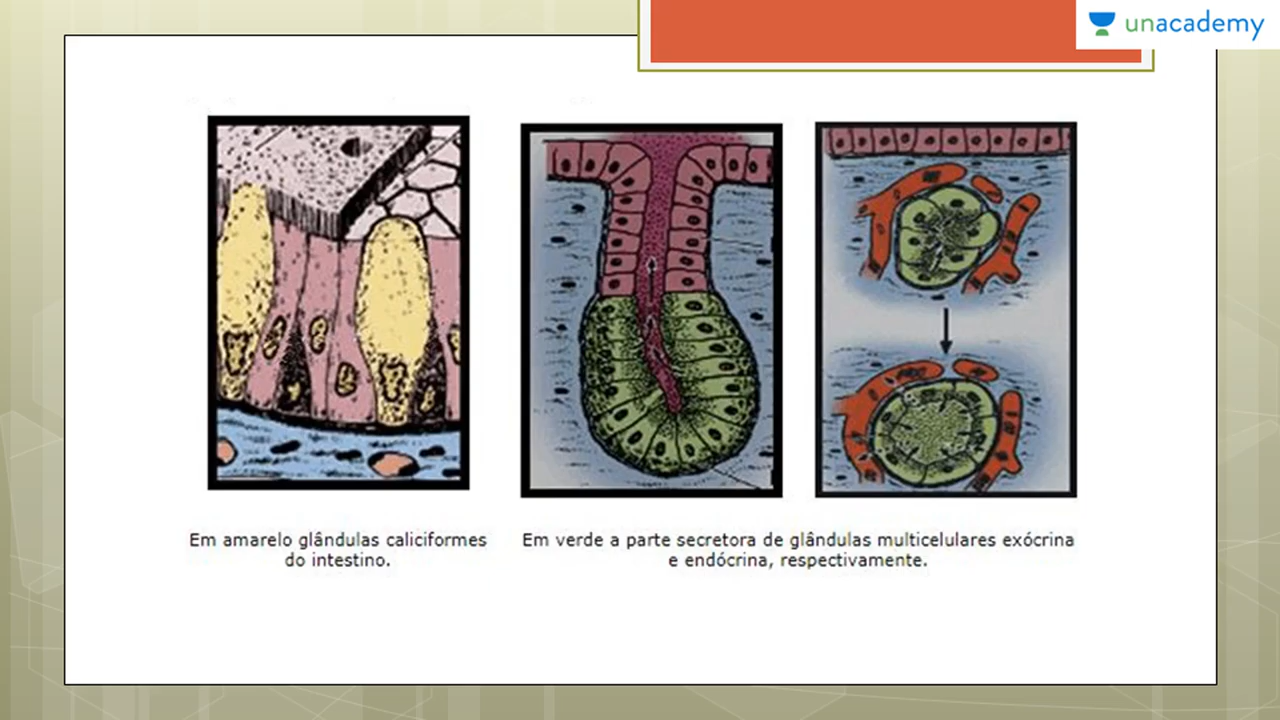 unacademy
Em amarelo glândulas caliciformes
do intestino.
Em verde a parte secretora de glândulas multicelulares exócrina
e endócrina, respectivamente.